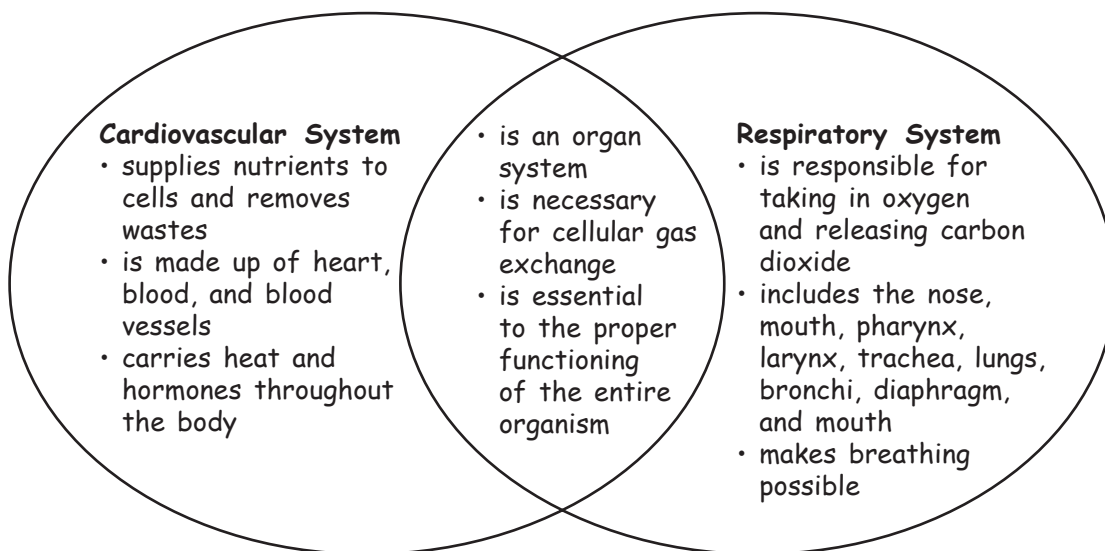 Cardiovascular System
• supplies nutrients to
cells and removes
wastes
• is made up of heart,
blood, and blood
vessels
• carries heat and
hormones throughout
the body
• is an organ
system
• is necessary
for cellular gas
exchange
• is essential
to the proper
functioning
of the entire
organism
Respiratory System
• is responsible for
taking in oxygen
and releasing carbon
dioxide
• includes the nose,
mouth, pharynx,
larynx, trachea, lungs,
bronchi, diaphragm,
and mouth
• makes breathing
possible